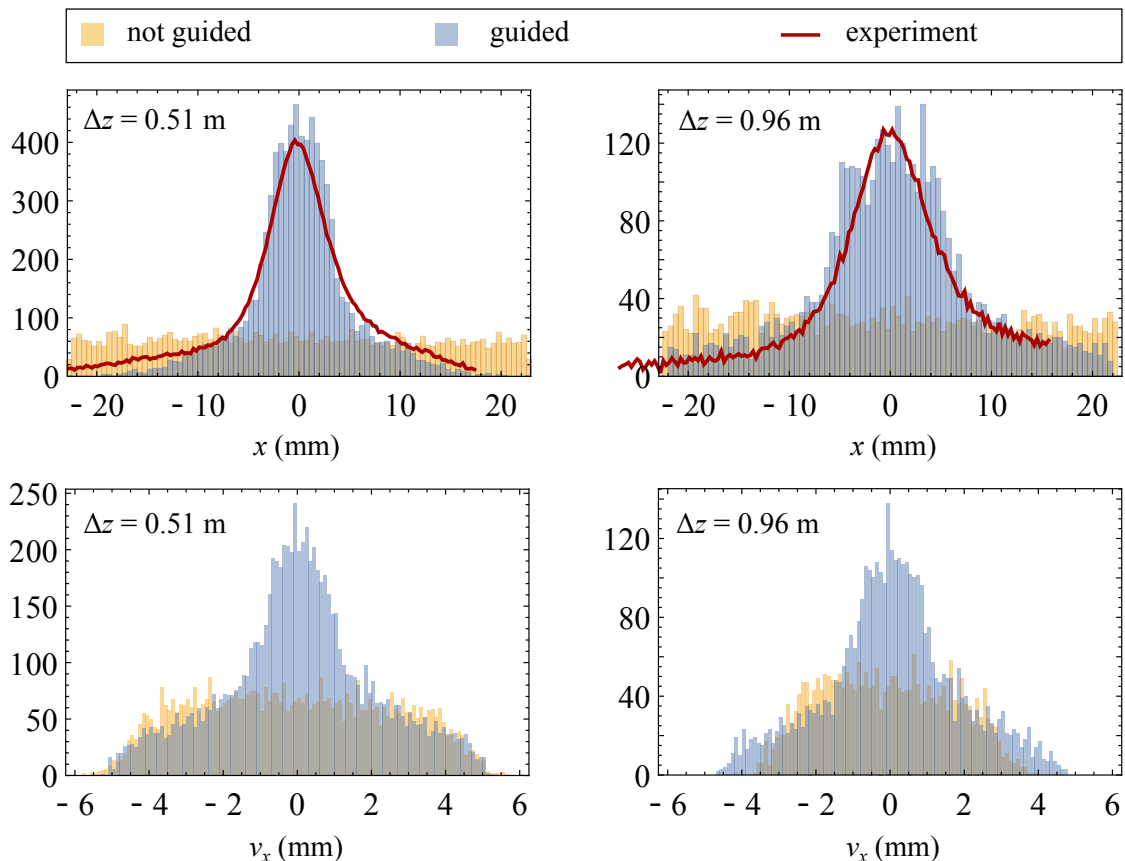 not guided guided experiment
Δz = 0.51 m
400
300
200
100
0
- 20 - 10 0 10 20
x (mm)
Δz = 0.96 m
120
80
40
0
- 20 - 10 0 10 20
x (mm)
Δz = 0.51 m
250
200
150
100
50
0
- 6 - 4 - 2 0 2 4 6
v_x (mm)
Δz = 0.96 m
120
80
40
0
- 6 - 4 - 2 0 2 4 6
v_x (mm)